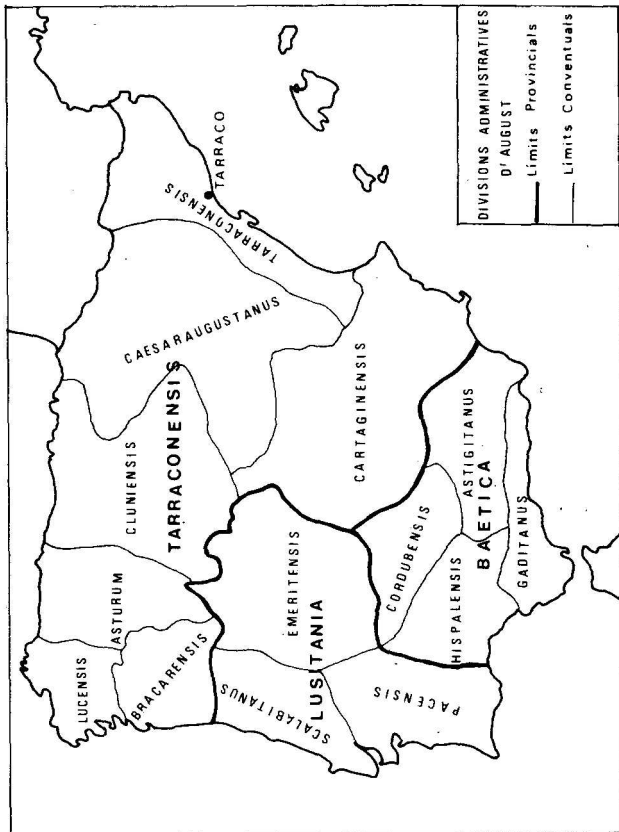 LUCENSIS
ASTURUM
BRACARENSIS
CLUNIENSIS
TARRACONENSIS
CAESARAUGUSTANUS
TARRACONENSIS
TARRACO
SCALABITANUS
EMERITENSIS
LUSITANIA
PACENSIS
CARTAGINENSIS
CORDUBENSIS
HISPALENSIS
BAETICA
ASTIGITANUS
GADITANUS
DIVISIONS ADMINISTRATIVES
D'AUGUST
Límits Provincials
Límits Conventuals